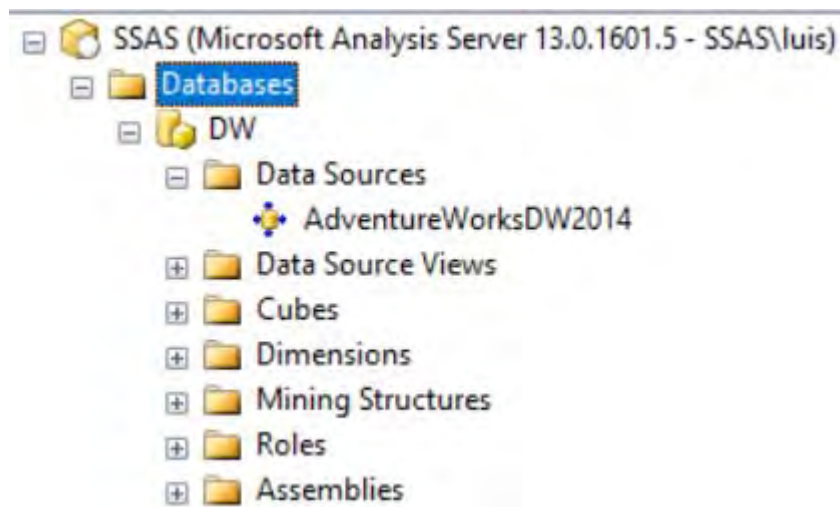 SSAS (Microsoft Analysis Server 13.0.1601.5 - SSAS\luis)
Databases
DW
Data Sources
AdventureWorksDW2014
Data Source Views
Cubes
Dimensions
Mining Structures
Roles
Assemblies